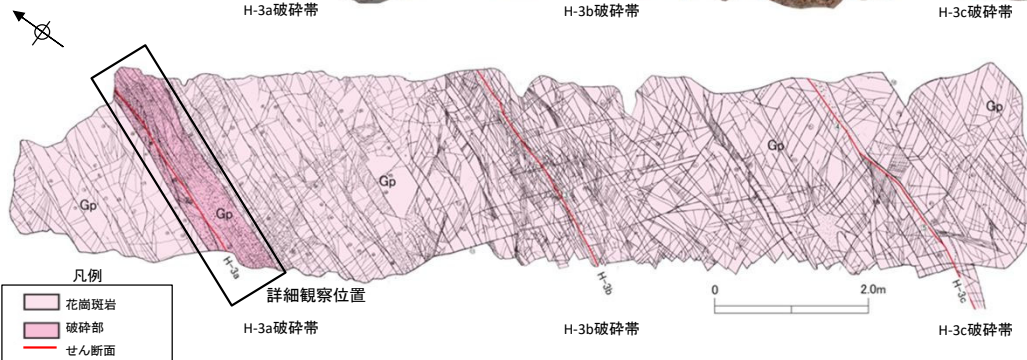 H-3a破砕帯 H-3b破砕帯 H-3c破砕帯
Gp
Gp
Gp
Gp
Gp
H-3a
H-3b
H-3c
詳細観察位置
0 2.0m
凡例
花崗斑岩
破砕部
せん断面
H-3a破砕帯 H-3b破砕帯 H-3c破砕帯